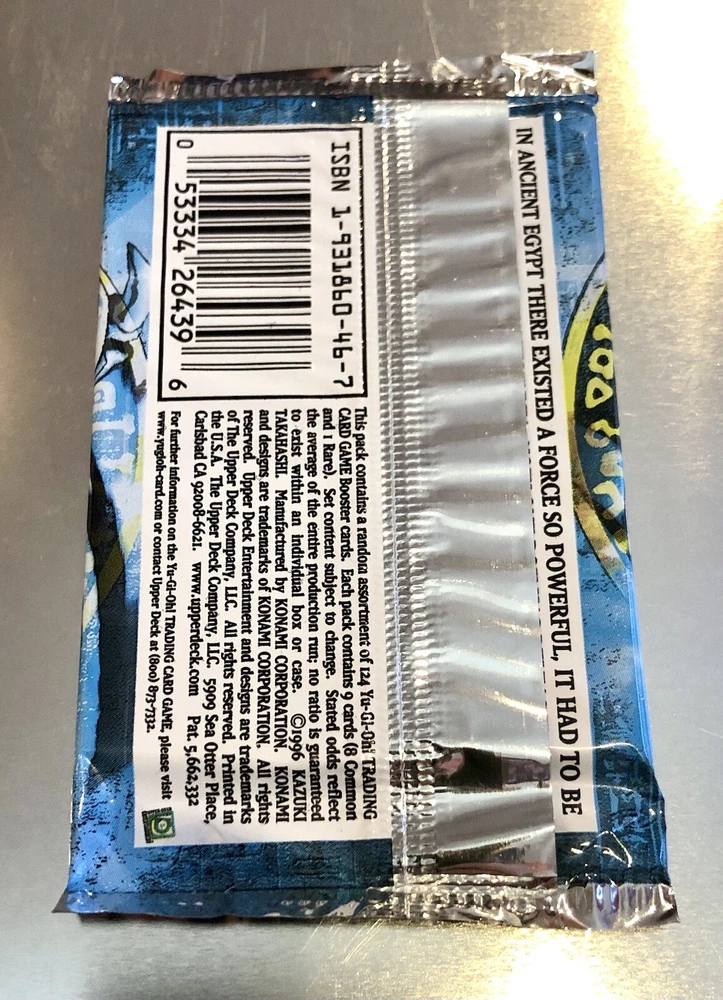 IN ANCIENT EGYPT THERE EXISTED A FORCE SO POWERFUL, IT HAD TO BE
ISBN 1-931860-46-7
0 53334 26439 6
This pack contains a random assortment of 124 Yu-Gi-Oh! TRADING
CARD GAME Booster cards. Each pack contains 9 cards (8 Common
and 1 Rare). Set content subject to change. Stated odds reflect
the average of the entire production run; no ratio is guaranteed
to exist within an individual box or case. ©1996 KAZUKI
TAKAHASHI. Manufactured by KONAMI CORPORATION. KONAMI
and designs are trademarks of KONAMI CORPORATION. All rights
reserved. Upper Deck Entertainment and designs are trademarks
of The Upper Deck Company, LLC. All rights reserved. Printed in
the U.S.A. The Upper Deck Company, LLC, 5909 Sea Otter Place,
Carlsbad CA 92008-6621. www.upperdeck.com Pat. 5,662,332
For further information on the Yu-Gi-Oh! TRADING CARD GAME, please visit
www.yugioh-card.com or contact Upper Deck at (800) 873-7332.